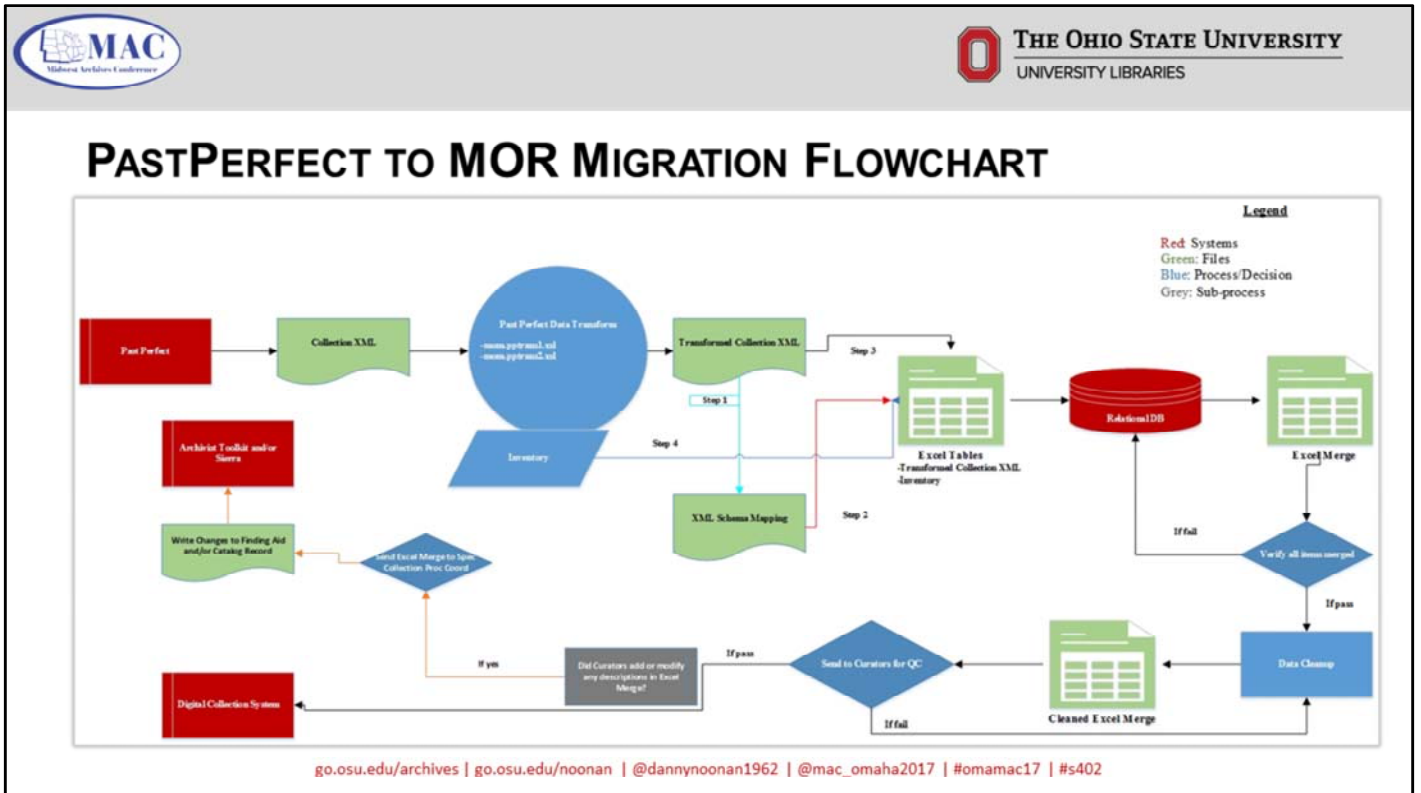 MAC
Midwest Archives Conference
THE OHIO STATE UNIVERSITY
UNIVERSITY LIBRARIES
PASTPERFECT TO MOR MIGRATION FLOWCHART
Legend
Red: Systems
Green: Files
Blue: Process/Decision
Grey: Sub-process
Past Perfect
Collection XML
Past Perfect Data Transform
Transformed Collection XML
Step 3
Step 1
Archivist Toolkit and/or
Sierra
Inventory
Step 4
Excel Tables
-Transformed Collection XML
-Inventory
Relational DB
Excel Merge
XML Schema Mapping
Step 2
Write Changes to Finding Aid
and/or Catalog Record
Send Excel Merge to Spec
Collection Proc Coord
If fail
Verify all items merged
If pass
Digital Collection System
If yes
Did Curators add or modify
any descriptions in Excel
Merge?
If pass
Send to Curators for QC
If fail
Cleaned Excel Merge
Data Cleanup
go.osu.edu/archives | go.osu.edu/noonan | @dannynoonan1962 | @mac_omaha2017 | #omamac17 | #s402